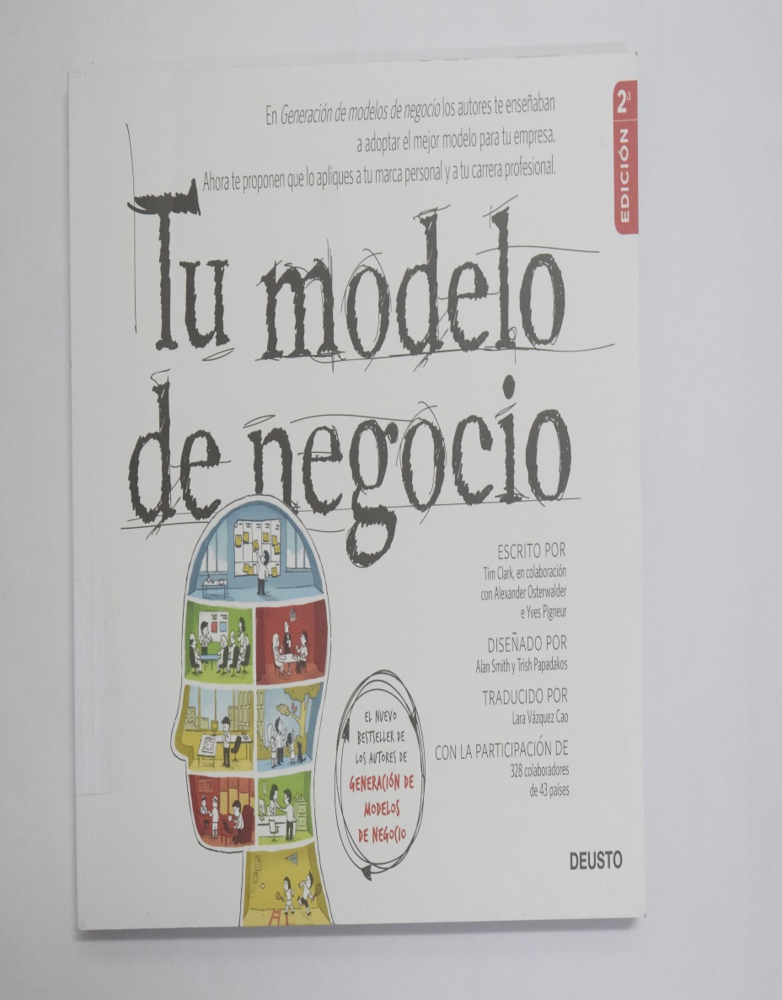 En Generación de modelos de negocio los autores te enseñaban
a adoptar el mejor modelo para tu empresa.
Ahora te proponen que lo apliques a tu marca personal y a tu carrera profesional.
2ª EDICIÓN
Tu modelo
de negocio
ESCRITO POR
Tim Clark, en colaboración
con Alexander Osterwalder
e Yves Pigneur
DISEÑADO POR
Alan Smith y Trish Papadakos
TRADUCIDO POR
Lara Vázquez Cao
CON LA PARTICIPACIÓN DE
328 colaboradores
de 43 países
EL NUEVO
BESTSELLER DE
LOS AUTORES DE
GENERACIÓN DE
MODELOS
DE NEGOCIO
DEUSTO